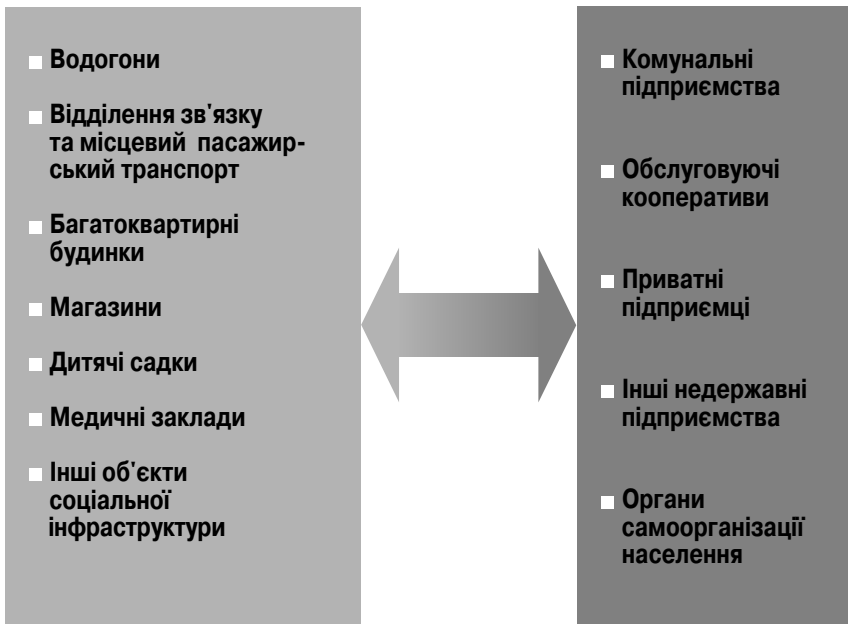 Водогони
Відділення зв'язку
та місцевий пасажир-
ський транспорт
Багатоквартирні
будинки
Магазини
Дитячі садки
Медичні заклади
Інші об'єкти
соціальної
інфраструктури
Комунальні
підприємства
Обслуговуючі
кооперативи
Приватні
підприємці
Інші недержавні
підприємства
Органи
самоорганізації
населення